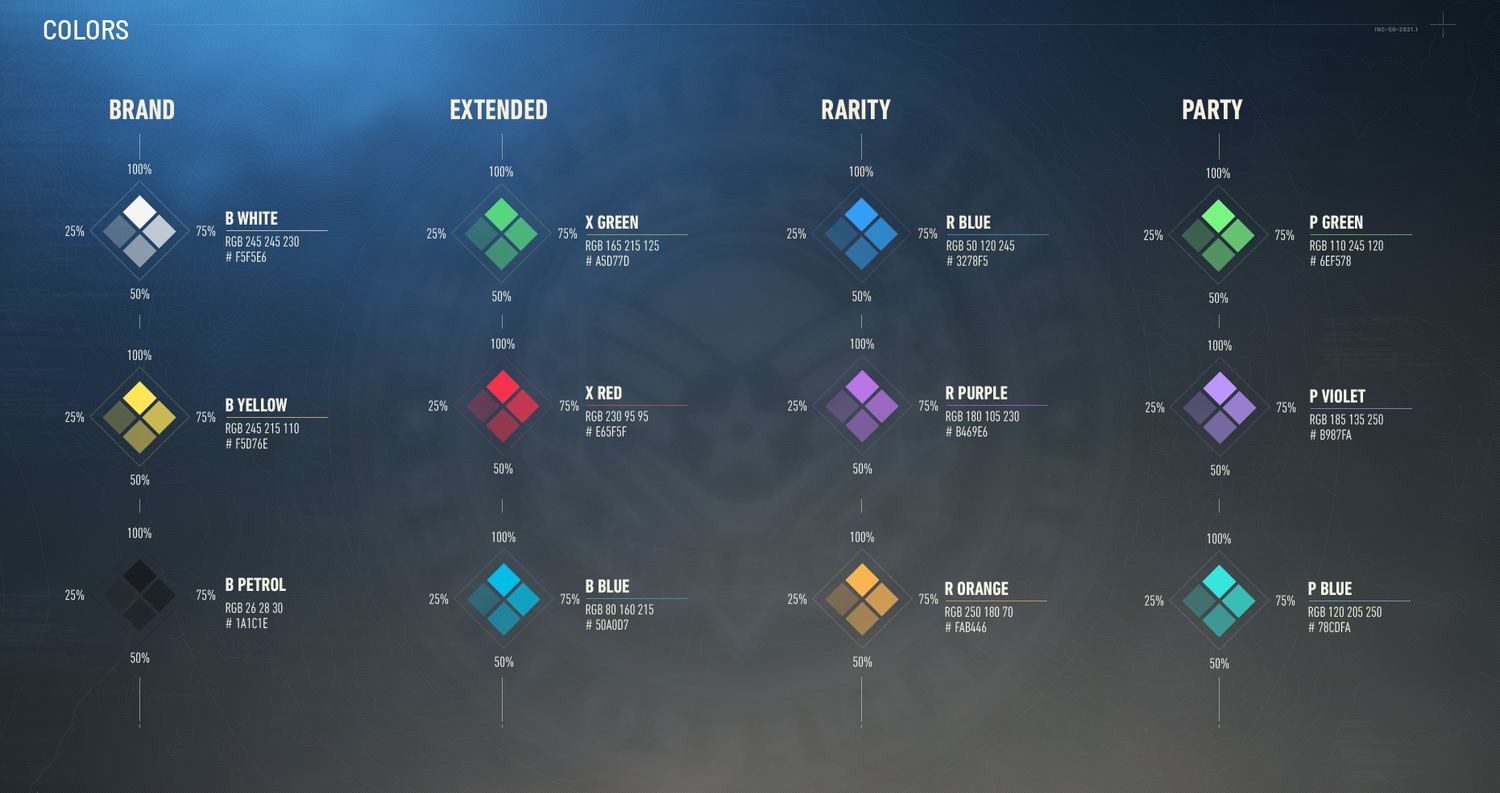 COLORS
INC-SG-2021.1
BRAND
100%
25%
75%
B WHITE
RGB 245 245 230
# F5F5E6
50%
100%
25%
75%
B YELLOW
RGB 245 215 110
# F5D76E
50%
100%
25%
75%
B PETROL
RGB 26 28 30
# 1A1C1E
50%
EXTENDED
100%
25%
75%
X GREEN
RGB 165 215 125
# A5D77D
50%
100%
25%
75%
X RED
RGB 230 95 95
# E65F5F
50%
100%
25%
75%
B BLUE
RGB 80 160 215
# 50A0D7
50%
RARITY
100%
25%
75%
R BLUE
RGB 50 120 245
# 3278F5
50%
100%
25%
75%
R PURPLE
RGB 180 105 230
# B469E6
50%
100%
25%
75%
R ORANGE
RGB 250 180 70
# FAB446
50%
PARTY
100%
25%
75%
P GREEN
RGB 110 245 120
# 6EF578
50%
100%
25%
75%
P VIOLET
RGB 185 135 250
# B987FA
50%
100%
25%
75%
P BLUE
RGB 120 205 250
# 78CDFA
50%